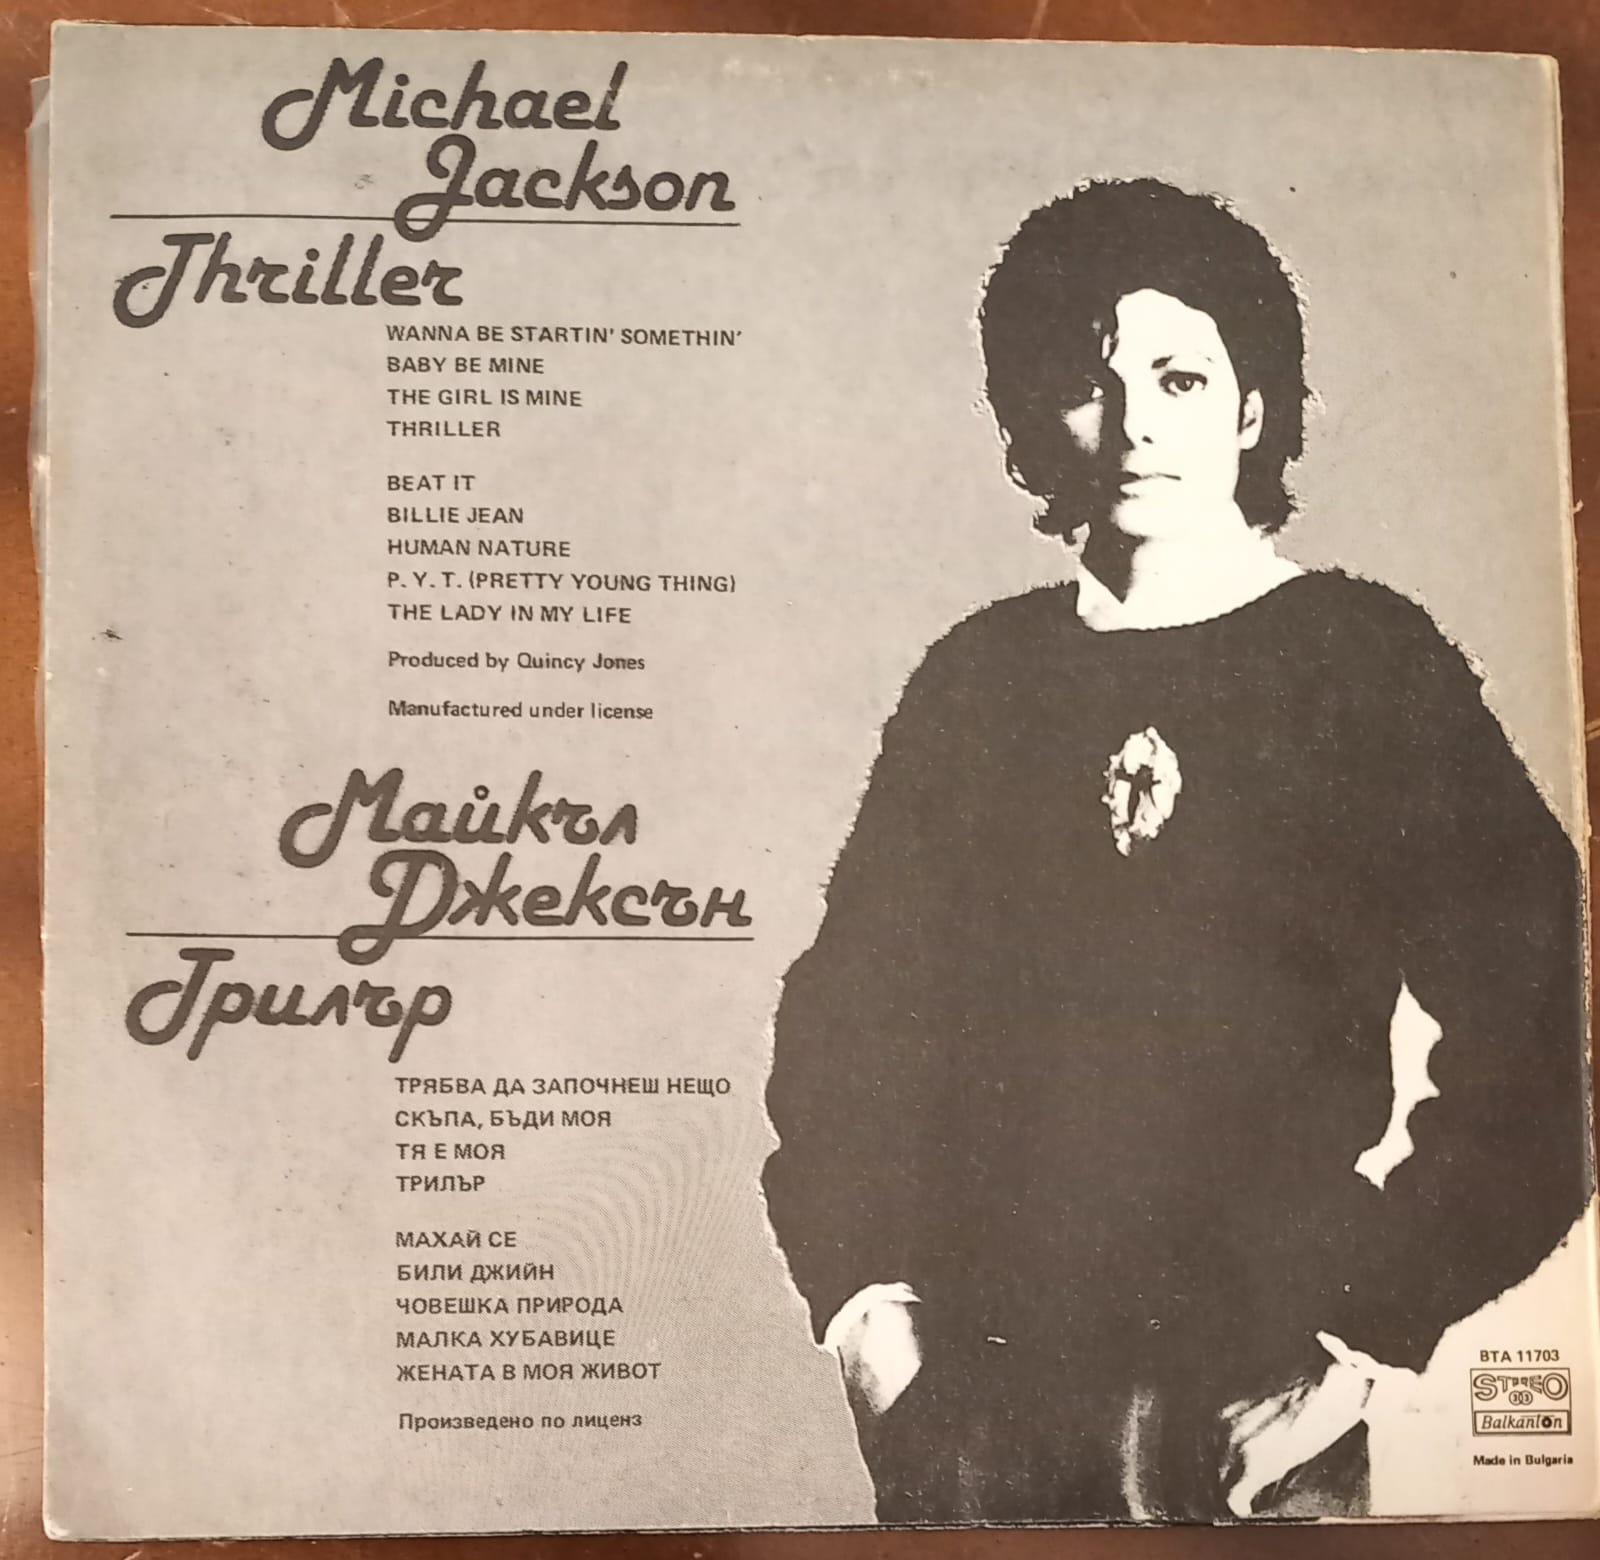 Michael
Jackson
Thriller
WANNA BE STARTIN' SOMETHIN'
BABY BE MINE
THE GIRL IS MINE
THRILLER
BEAT IT
BILLIE JEAN
HUMAN NATURE
P. Y. T. (PRETTY YOUNG THING)
THE LADY IN MY LIFE
Produced by Quincy Jones
Manufactured under license
Майкъл
Джексън
Трилър
ТРЯБВА ДА ЗАПОЧНЕШ НЕЩО
СКЪПА, БЪДИ МОЯ
ТЯ Е МОЯ
ТРИЛЪР
МАХАЙ СЕ
БИЛИ ДЖИЙН
ЧОВЕШКА ПРИРОДА
МАЛКА ХУБАВИЦЕ
ЖЕНАТА В МОЯ ЖИВОТ
Произведено по лиценз
ВТА 11703
STEREO
33
Balkanton
Made in Bulgaria